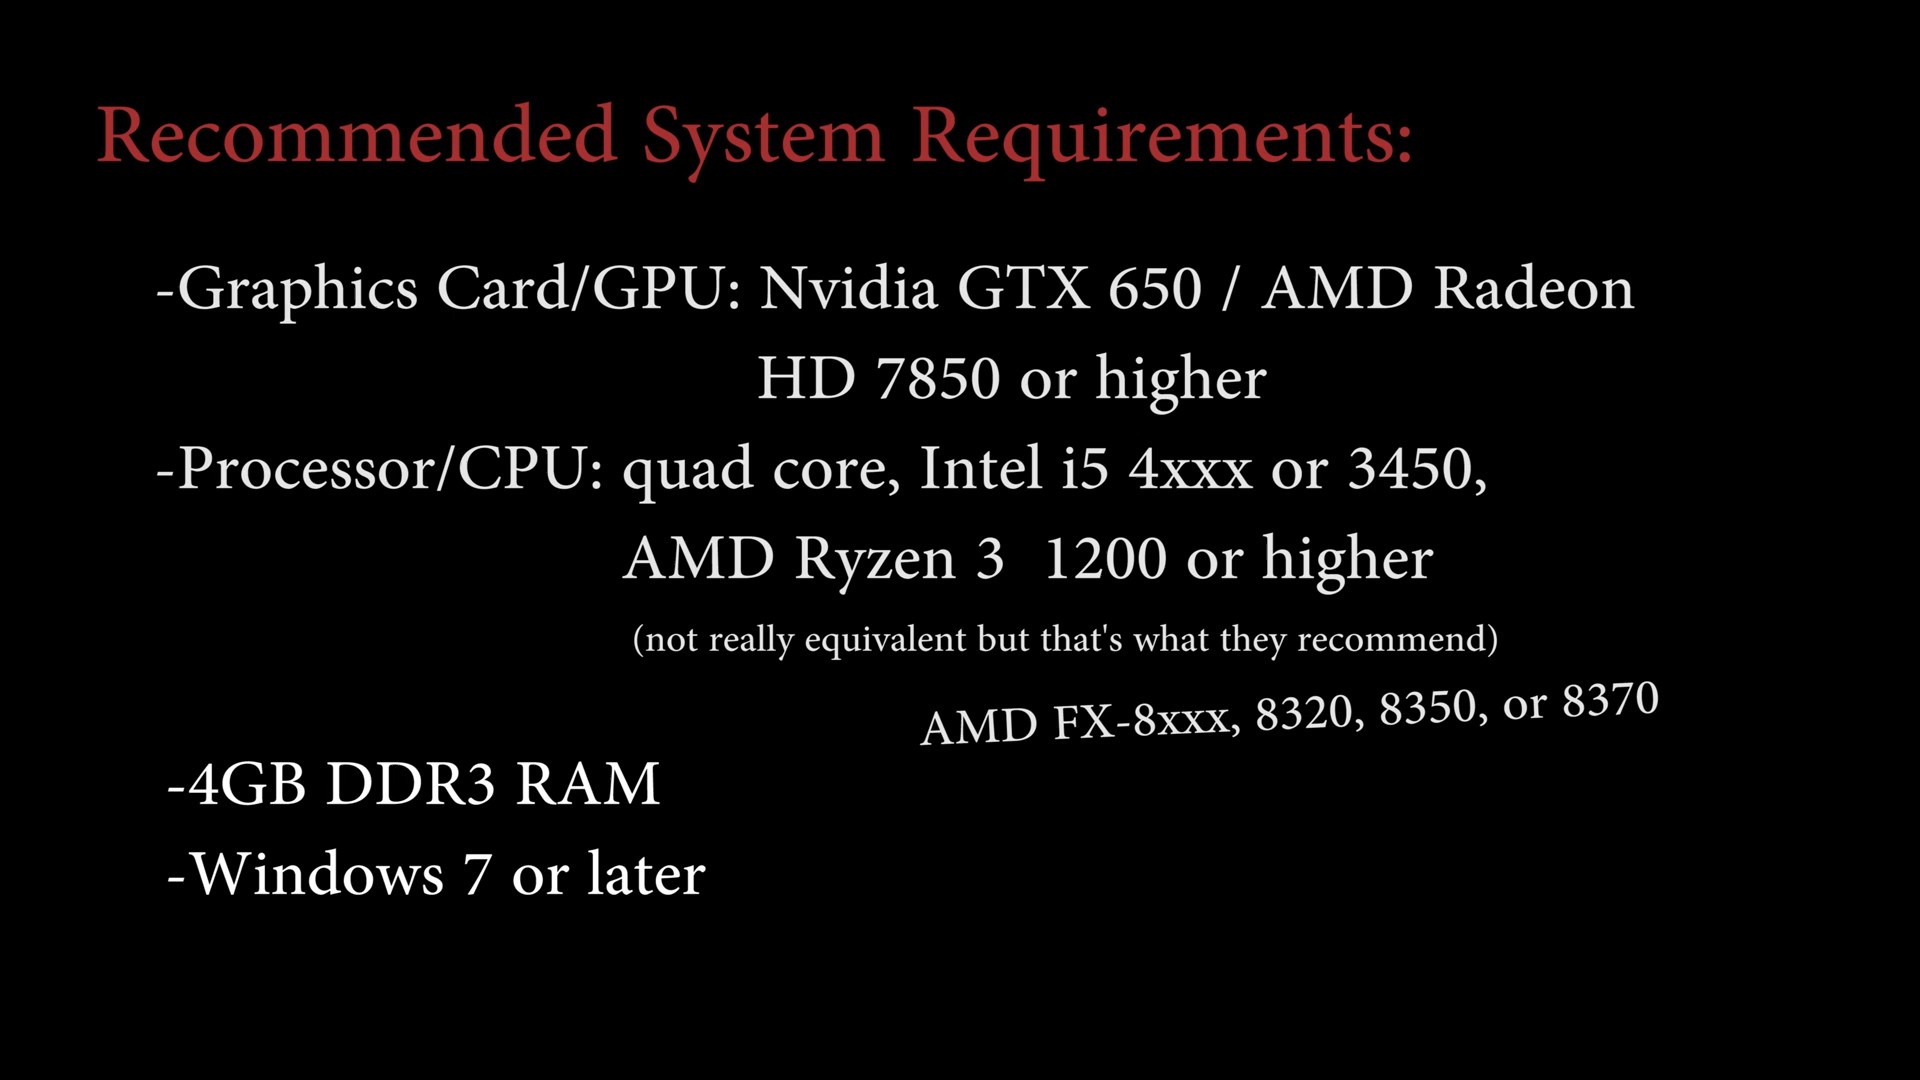 Recommended System Requirements:
-Graphics Card/GPU: Nvidia GTX 650 / AMD Radeon
HD 7850 or higher
-Processor/CPU: quad core, Intel i5 4xxx or 3450,
AMD Ryzen 3  1200 or higher
(not really equivalent but that's what they recommend)
AMD FX-8xxx, 8320, 8350, or 8370
-4GB DDR3 RAM
-Windows 7 or later